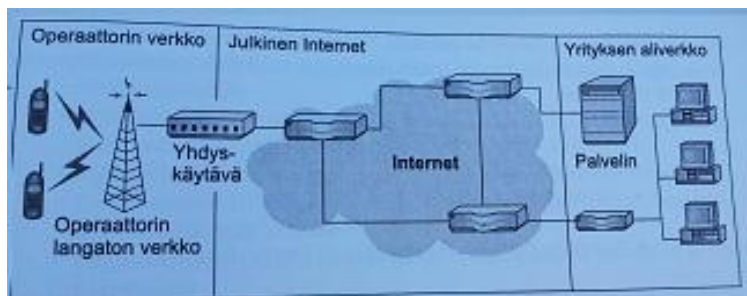 Operaattorin verkko
Julkinen Internet
Yrityksen aliverkko
Yhdys-
käytävä
Internet
Palvelin
Operaattorin
langaton verkko